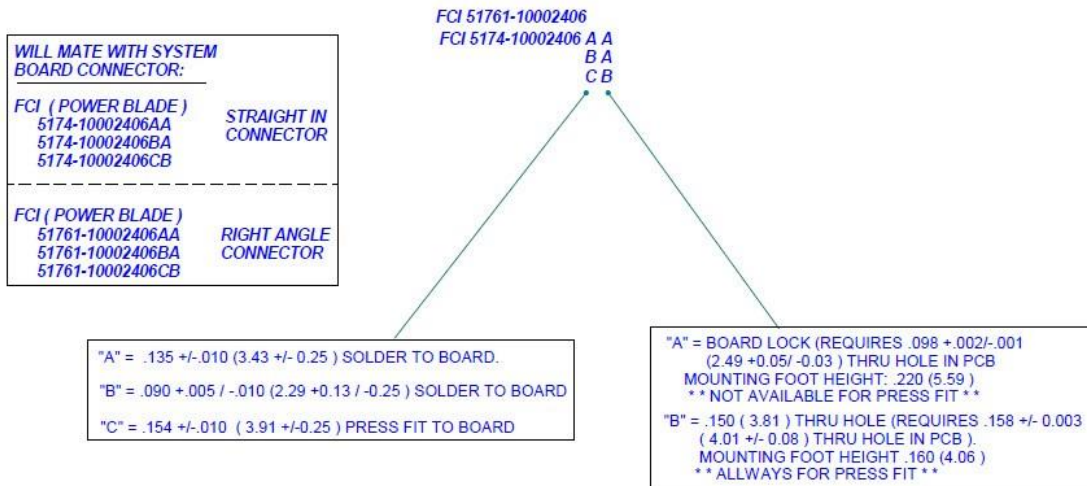 FCI 51761-10002406
FCI 5174-10002406 A A
B A
C B
WILL MATE WITH SYSTEM
BOARD CONNECTOR:
FCI ( POWER BLADE )
5174-10002406AA
5174-10002406BA
5174-10002406CB
STRAIGHT IN
CONNECTOR
FCI ( POWER BLADE )
51761-10002406AA
51761-10002406BA
51761-10002406CB
RIGHT ANGLE
CONNECTOR
"A" = .135 +/-.010 (3.43 +/- 0.25 ) SOLDER TO BOARD.
"B" = .090 +.005 / -.010 (2.29 +0.13 / -0.25 ) SOLDER TO BOARD
"C" = .154 +/-.010 ( 3.91 +/-0.25 ) PRESS FIT TO BOARD
"A" = BOARD LOCK (REQUIRES .098 +.002/-.001
(2.49 +0.05/ -0.03 ) THRU HOLE IN PCB
MOUNTING FOOT HEIGHT: .220 (5.59 )
* * NOT AVAILABLE FOR PRESS FIT * *
"B" = .150 ( 3.81 ) THRU HOLE (REQUIRES .158 +/- 0.003
( 4.01 +/- 0.08 ) THRU HOLE IN PCB ).
MOUNTING FOOT HEIGHT .160 (4.06 )
* * ALLWAYS FOR PRESS FIT * *